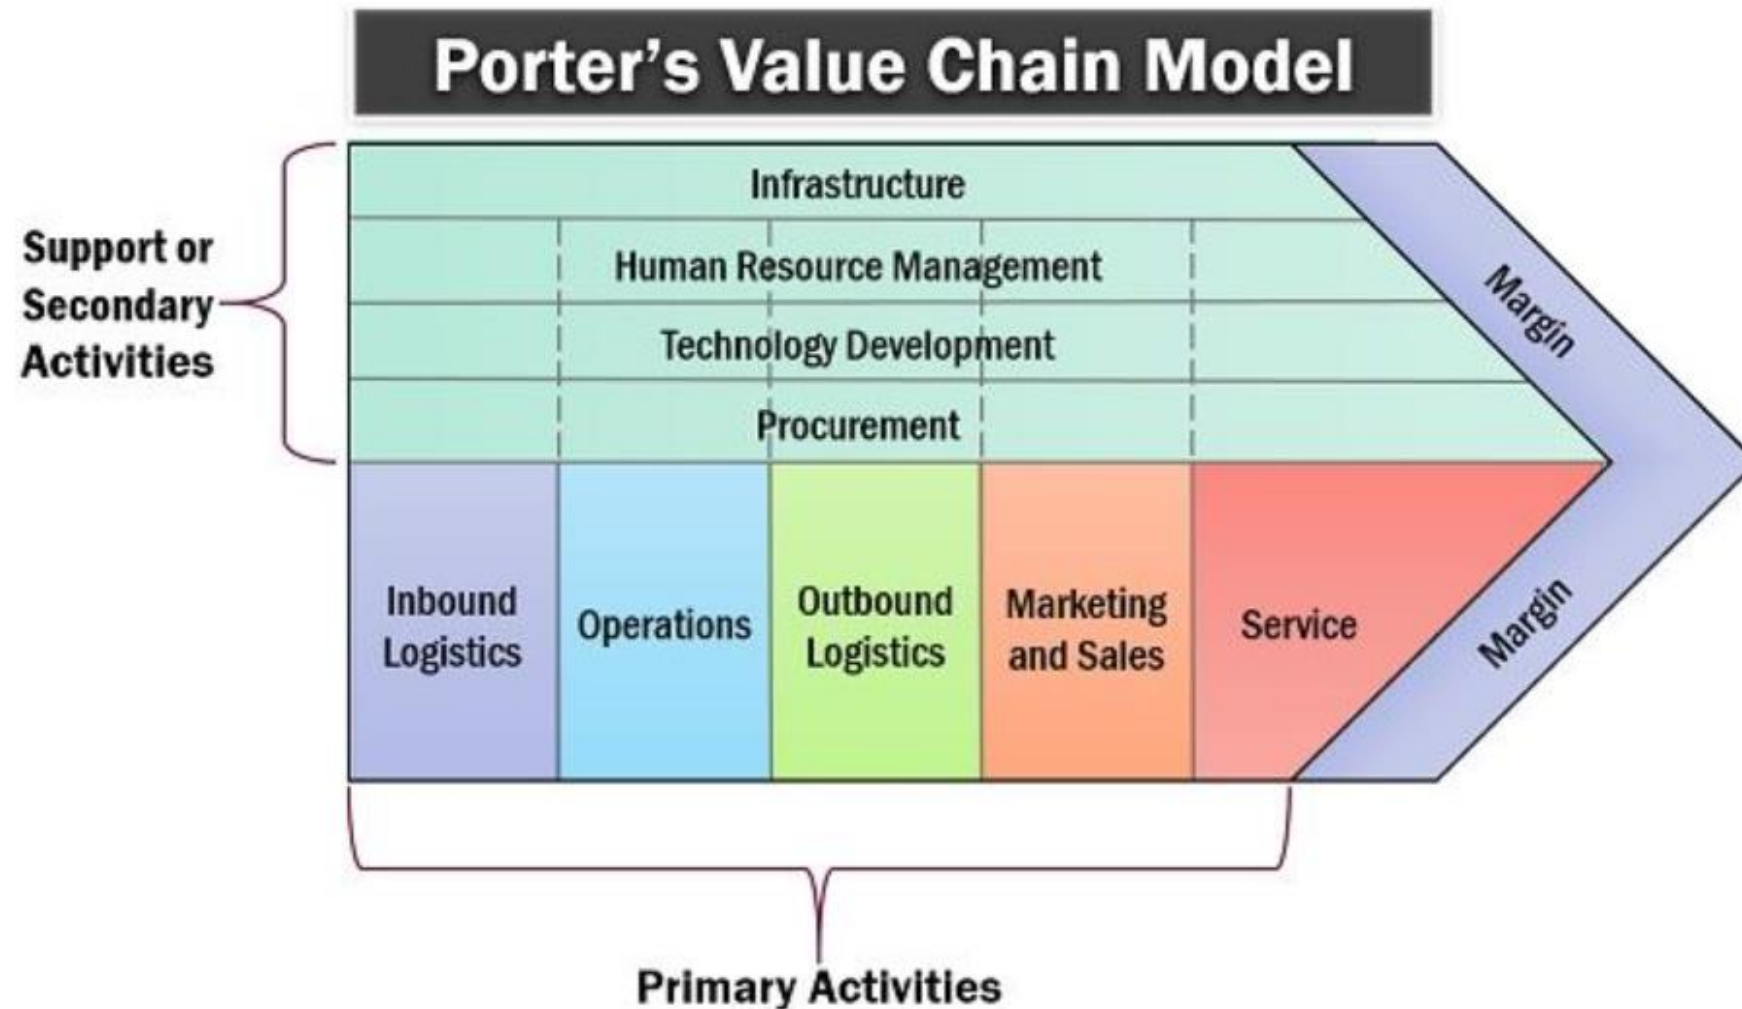 Porter's Value Chain Model
Support or
Secondary
Activities
Infrastructure
Human Resource Management
Technology Development
Procurement
Inbound
Logistics
Operations
Outbound
Logistics
Marketing
and Sales
Service
Margin
Margin
Primary Activities